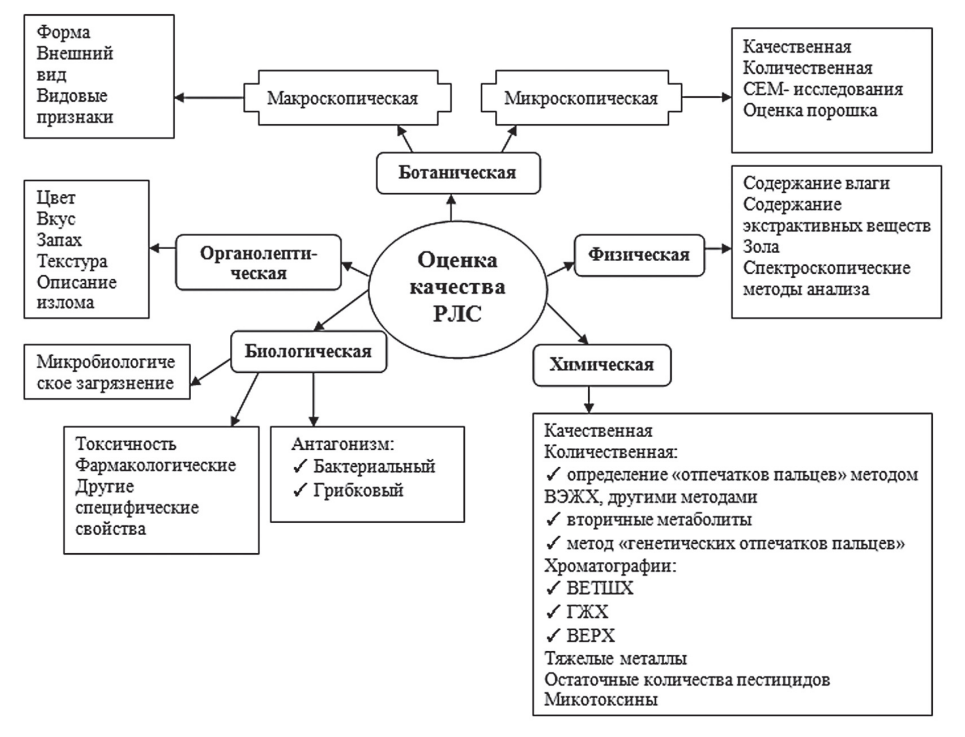 Форма
Внешний
вид
Видовые
признаки
Макроскопическая
Микроскопическая
Качественная
Количественная
СЕМ- исследования
Оценка порошка
Ботаническая
Цвет
Вкус
Запах
Текстура
Описание
излома
Органолепти-
ческая
Оценка
качества
РЛС
Физическая
Содержание влаги
Содержание
экстрактивных веществ
Зола
Спектроскопические
методы анализа
Биологическая
Микробиологиче
ское загрязнение
Токсичность
Фармакологические
Другие
специфические
свойства
Антагонизм:
✓ Бактериальный
✓ Грибковый
Химическая
Качественная
Количественная:
✓ определение «отпечатков пальцев» методом
ВЭЖХ, другими методами
✓ вторичные метаболиты
✓ метод «генетических отпечатков пальцев»
Хроматографии:
✓ ВЕТШХ
✓ ГЖХ
✓ ВЕРХ
Тяжелые металлы
Остаточные количества пестицидов
Микотоксины